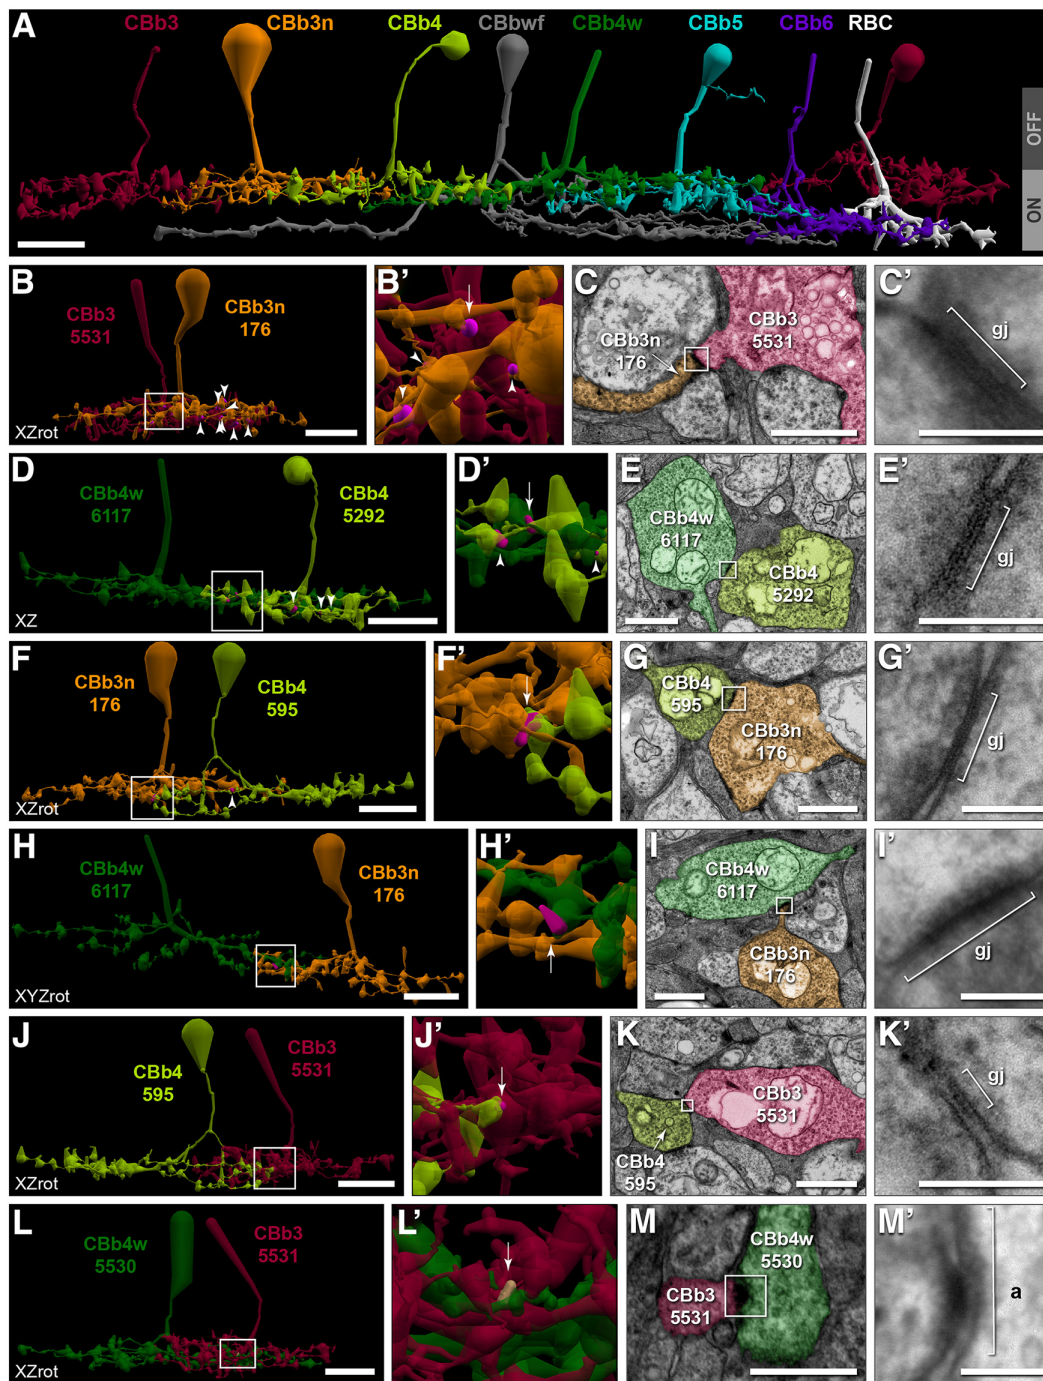 A
CBb3
CBb3n
CBb4
CBbwf
CBb4w
CBb5
CBb6
RBC
OFF
ON
B
CBb3
5531
CBb3n
176
XZrot
B'
C
CBb3n
176
CBb3
5531
C'
gj
D
CBb4w
6117
CBb4
5292
XZ
D'
E
CBb4w
6117
CBb4
5292
E'
gj
F
CBb3n
176
CBb4
595
XZrot
F'
G
CBb4
595
CBb3n
176
G'
gj
H
CBb4w
6117
CBb3n
176
XYZrot
H'
I
CBb4w
6117
CBb3n
176
I'
gj
J
CBb4
595
CBb3
5531
XZrot
J'
K
CBb3
5531
CBb4
595
K'
gj
L
CBb4w
5530
CBb3
5531
XZrot
L'
M
CBb4w
5530
CBb3
5531
M'
a